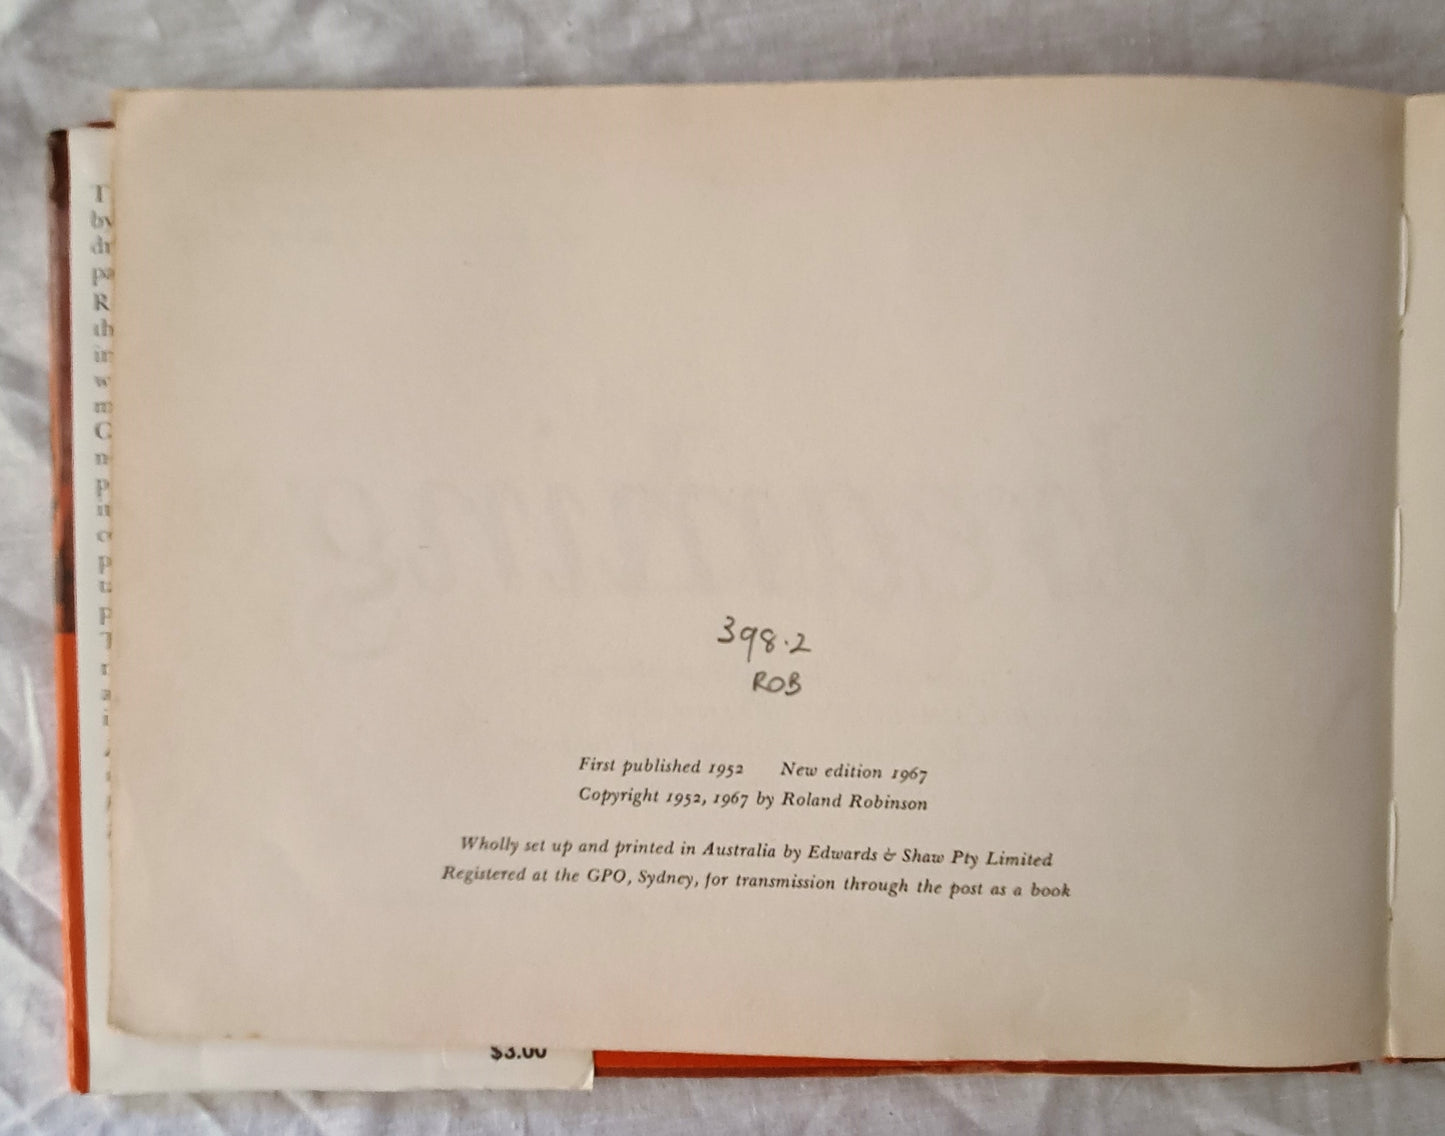 398.2
ROB
First published 1952 New edition 1967
Copyright 1952, 1967 by Roland Robinson
Wholly set up and printed in Australia by Edwards & Shaw Pty Limited
Registered at the GPO, Sydney, for transmission through the post as a book
$3.00